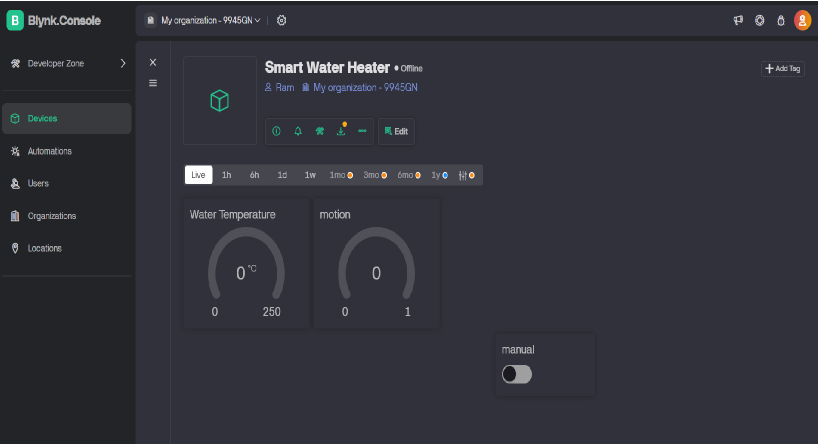 B Blynk.Console
My organization - 9945GN
Developer Zone
Devices
Automations
Users
Organizations
Locations
Smart Water Heater • Offline
Ram My organization - 9945GN
Add Tag
Edit
Live 1h 6h 1d 1w 1mo 3mo 6mo 1y
Water Temperature
0 °C
0 250
motion
0
0 1
manual